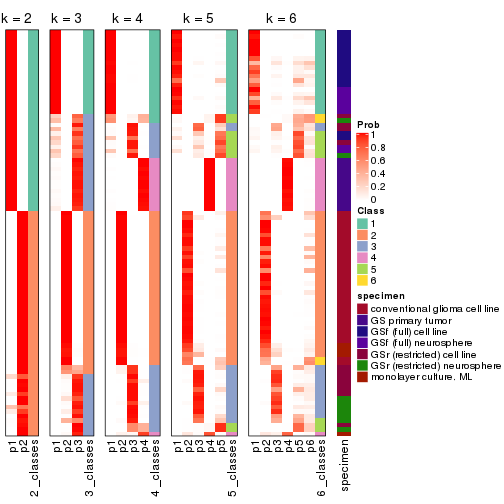 k = 2 k = 3 k = 4 k = 5 k = 6
Prob
1
0.8
0.6
0.4
0.2
0
Class
1
2
3
4
5
6
specimen
conventional glioma cell line
GS primary tumor
GSf (full) cell line
GSf (full) neurosphere
GSr (restricted) cell line
GSr (restricted) neurosphere
monolayer culture. ML
p1 p2 2_classes p1 p2 p3 3_classes p1 p2 p3 p4 4_classes p1 p2 p3 p4 p5 5_classes p1 p2 p3 p4 p5 p6 6_classes specimen